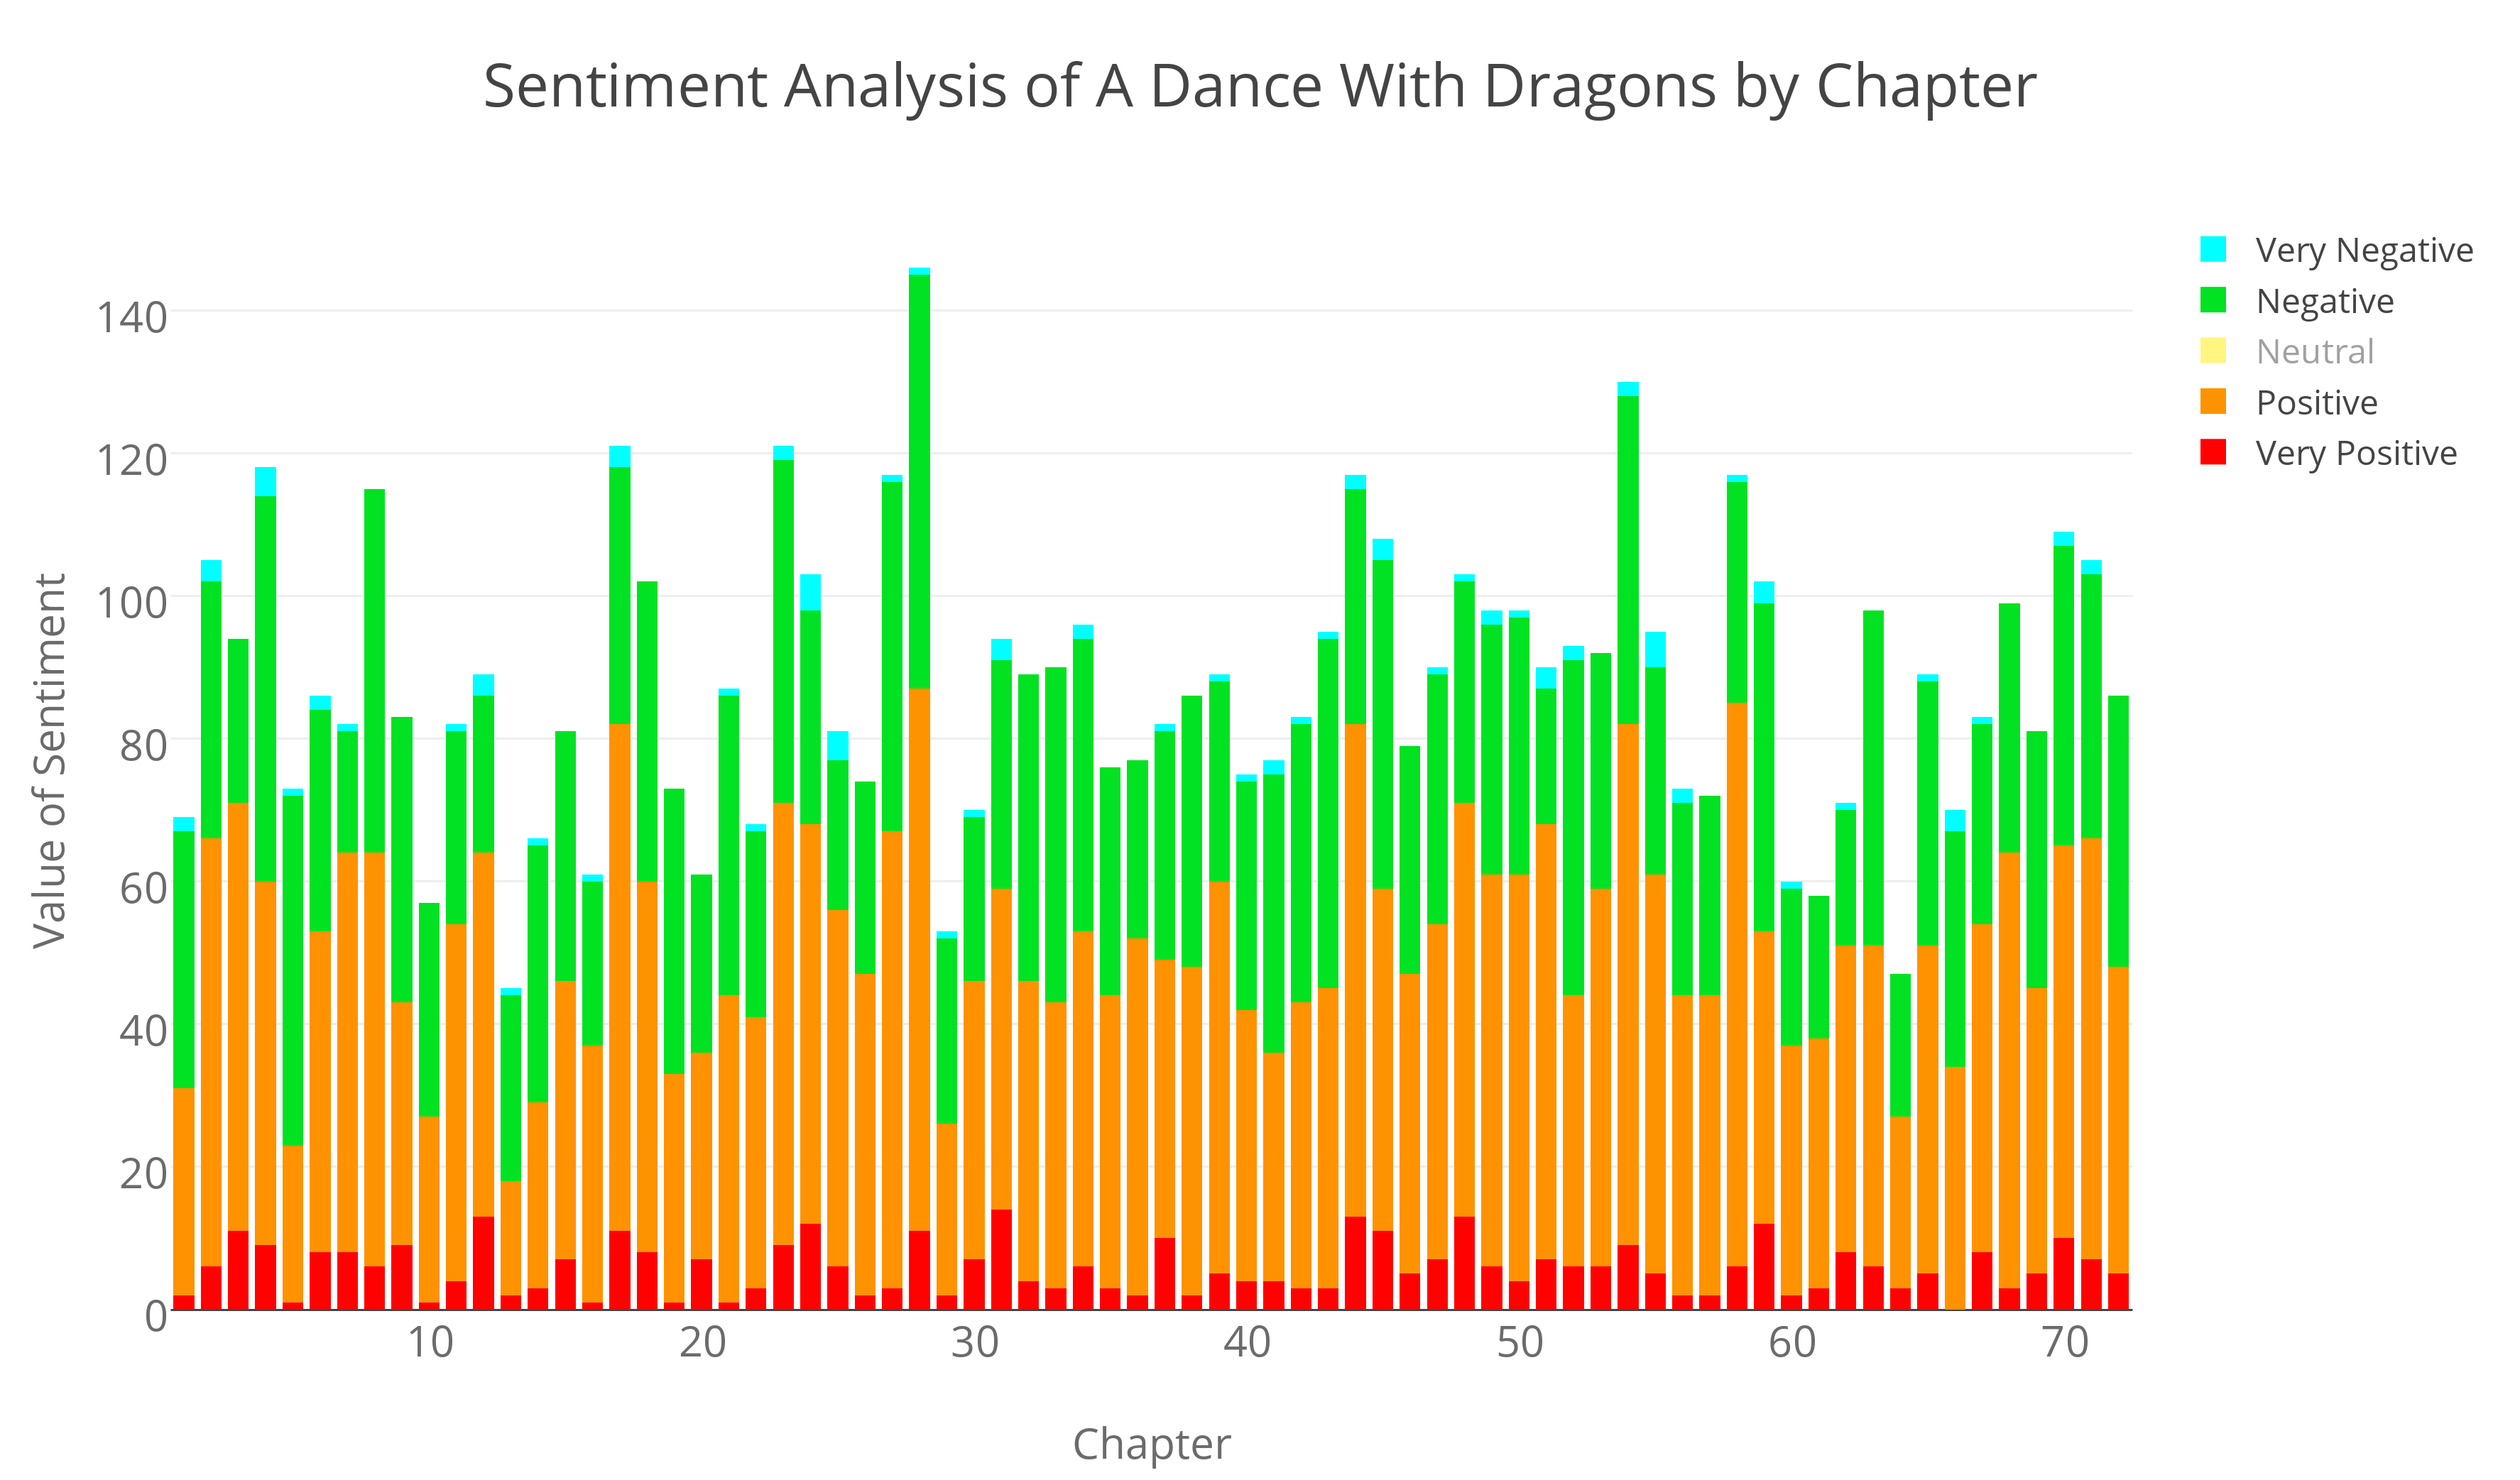 Sentiment Analysis of A Dance With Dragons by Chapter
Very Negative
Negative
Neutral
Positive
Very Positive
Value of Sentiment
140
120
100
80
60
40
20
0
10 20 30 40 50 60 70
Chapter